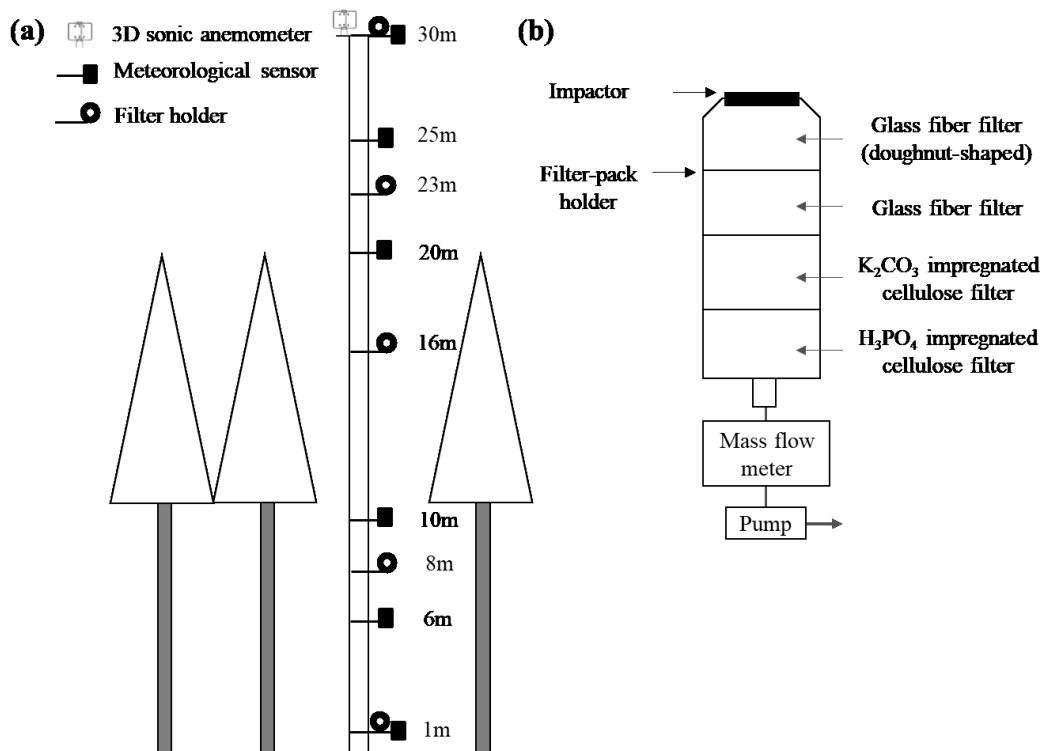 (a)
3D sonic anemometer
Meteorological sensor
Filter holder
30m
25m
23m
20m
16m
10m
8m
6m
1m
(b)
Impactor
Filter-pack
holder
Glass fiber filter
(doughnut-shaped)
Glass fiber filter
K₂CO₃ impregnated
cellulose filter
H₃PO₄ impregnated
cellulose filter
Mass flow
meter
Pump